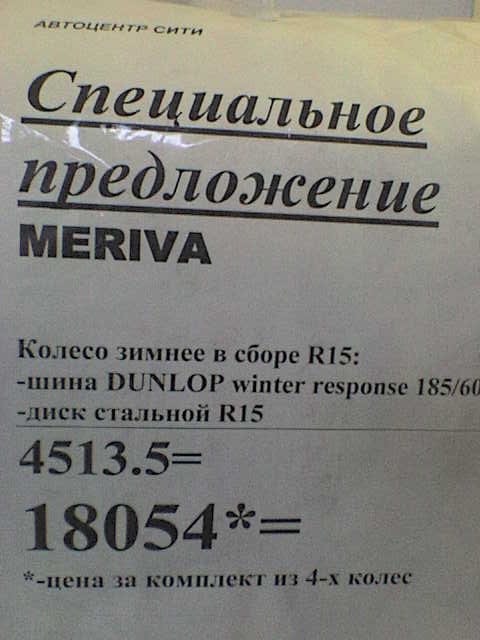 АВТОЦЕНТР СИТИ
Специальное
предложение
MERIVA
Колесо зимнее в сборе R15:
-шина DUNLOP winter response 185/60
-диск стальной R15
4513.5=
18054*=
*-цена за комплект из 4-х колес